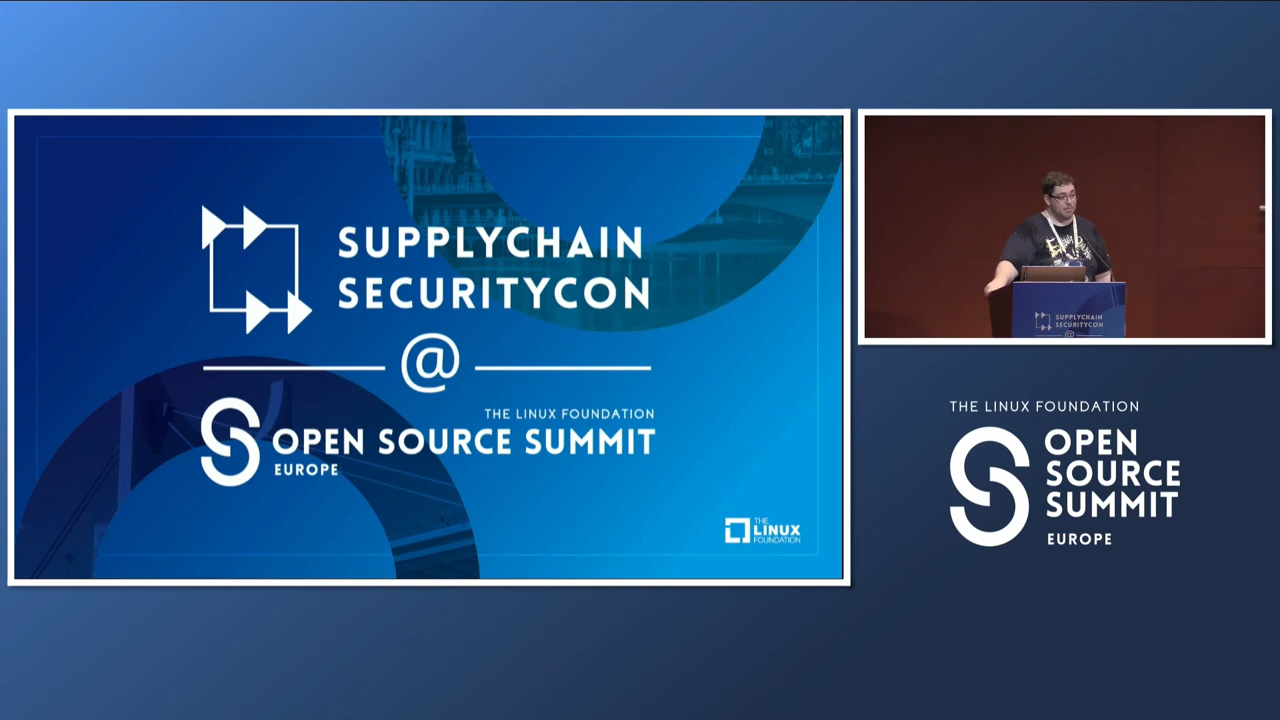 SUPPLYCHAIN
SECURITYCON
@
THE LINUX FOUNDATION
OPEN SOURCE SUMMIT
EUROPE
THE
LINUX
FOUNDATION
SUPPLYCHAIN
SECURITYCON
@
THE LINUX FOUNDATION
OPEN
SOURCE
SUMMIT
EUROPE